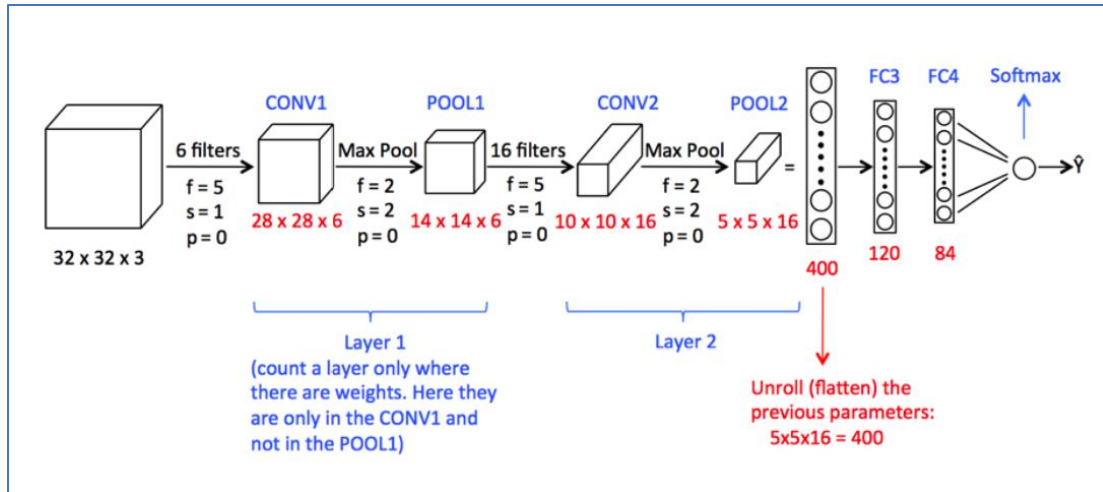 32 x 32 x 3
6 filters
f = 5
s = 1
p = 0
CONV1
28 x 28 x 6
Max Pool
f = 2
s = 2
p = 0
POOL1
14 x 14 x 6
16 filters
f = 5
s = 1
p = 0
CONV2
10 x 10 x 16
Max Pool
f = 2
s = 2
p = 0
POOL2
5 x 5 x 16
=
400
FC3
120
FC4
84
Softmax
Ŷ
Layer 1
(count a layer only where
there are weights. Here they
are only in the CONV1 and
not in the POOL1)
Layer 2
Unroll (flatten) the
previous parameters:
5x5x16 = 400